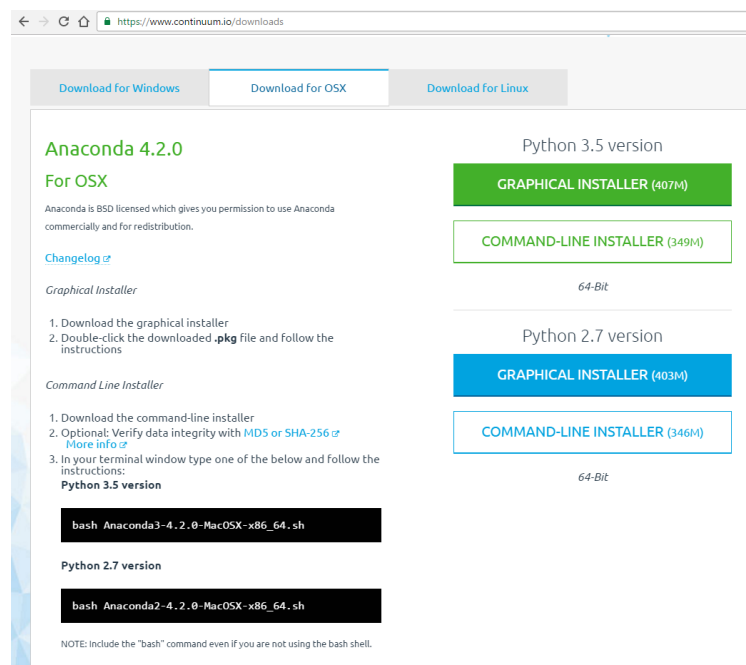 https://www.continuum.io/downloads
Download for Windows
Download for OSX
Download for Linux
Anaconda 4.2.0
For OSX
Anaconda is BSD licensed which gives you permission to use Anaconda
commercially and for redistribution.
Changelog
Graphical Installer
1. Download the graphical installer
2. Double-click the downloaded .pkg file and follow the
instructions
Command Line Installer
1. Download the command-line
installer
2. Optional: Verify data integrity with MD5 or SHA-256
More info
3. In your terminal window type one of the below and follow the
instructions:
Python 3.5 version
bash Anaconda3-4.2.0-MacOSX-x86_64.sh
Python 2.7 version
bash Anaconda2-4.2.0-MacOSX-x86_64.sh
NOTE: Include the "bash" command even if you are not using the bash shell.
Python 3.5 version
GRAPHICAL INSTALLER (407M)
COMMAND-LINE INSTALLER (349M)
64-Bit
Python 2.7 version
GRAPHICAL INSTALLER (403M)
COMMAND-LINE INSTALLER (346M)
64-Bit